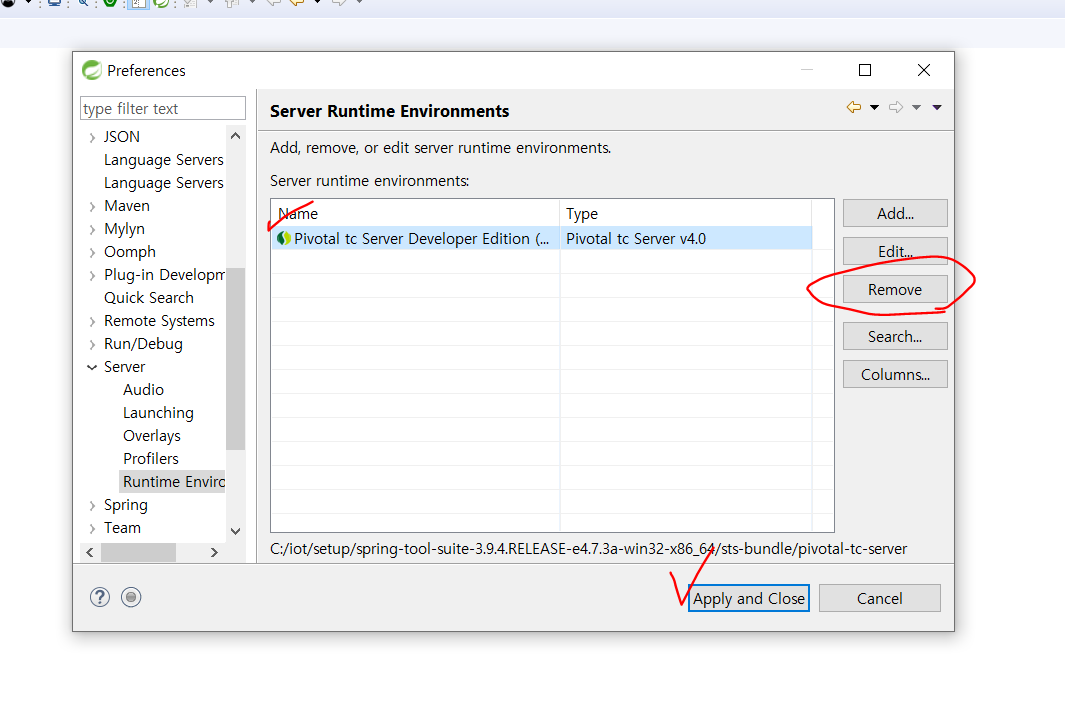 Preferences
type filter text
Server Runtime Environments
JSON
Language Servers
Language Servers
Maven
Mylyn
Oomph
Plug-in Developm
Quick Search
Remote Systems
Run/Debug
Server
Audio
Launching
Overlays
Profilers
Runtime Enviro
Spring
Team
Add, remove, or edit server runtime environments.
Server runtime environments:
Name Type
Pivotal tc Server Developer Edition (... Pivotal tc Server v4.0
Add...
Edit...
Remove
Search...
Columns...
C:/iot/setup/spring-tool-suite-3.9.4.RELEASE-e4.7.3a-win32-x86_64/sts-bundle/pivotal-tc-server
Apply and Close Cancel